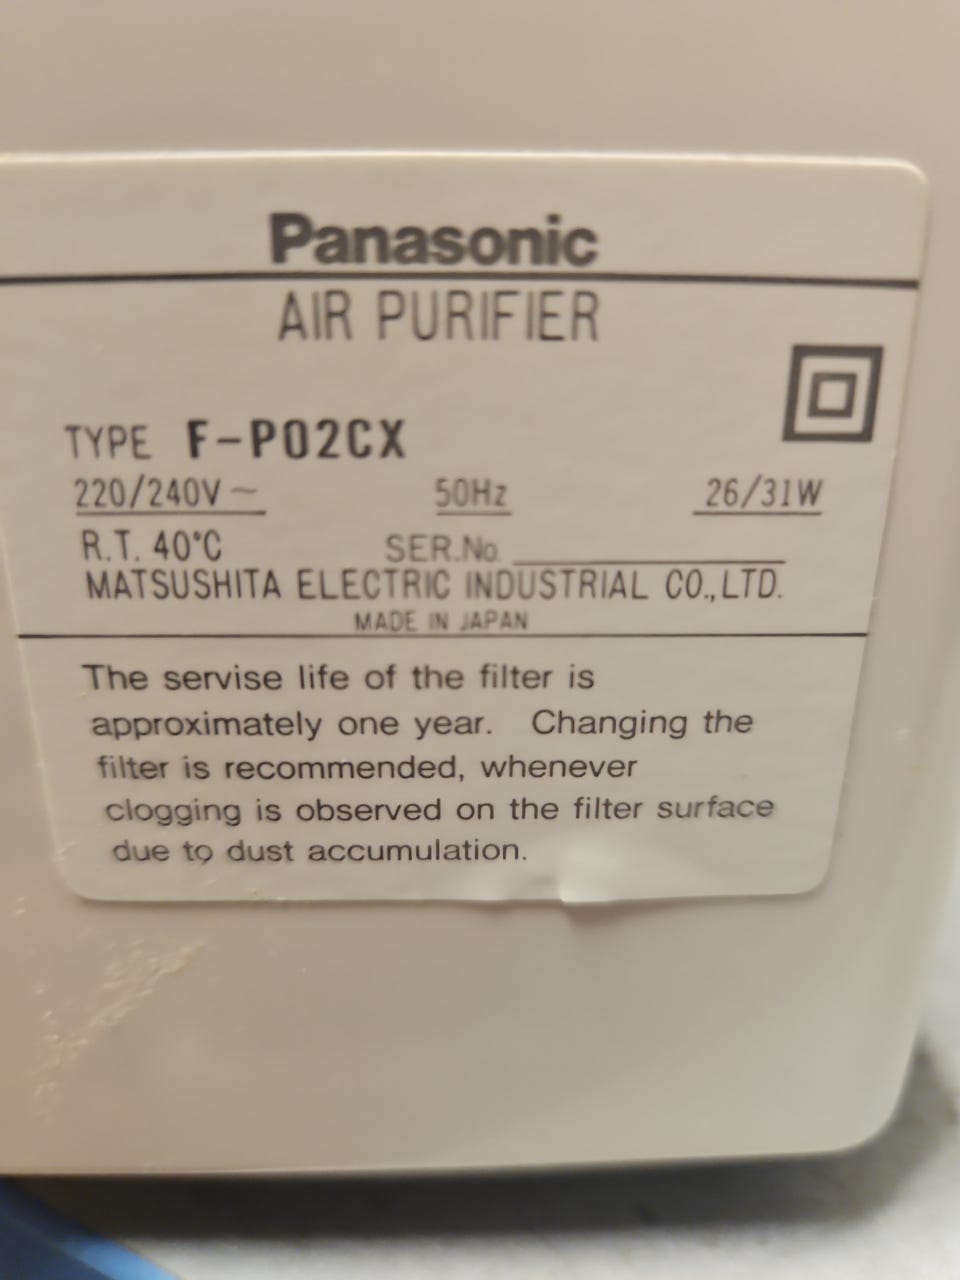 Panasonic
AIR PURIFIER
TYPE F-P02CX
220/240V~ 50Hz 26/31W
R.T. 40°C SER.No.
MATSUSHITA ELECTRIC INDUSTRIAL CO.,LTD.
MADE IN JAPAN
The servise life of the filter is
approximately one year. Changing the
filter is recommended, whenever
clogging is observed on the filter surface
due to dust accumulation.